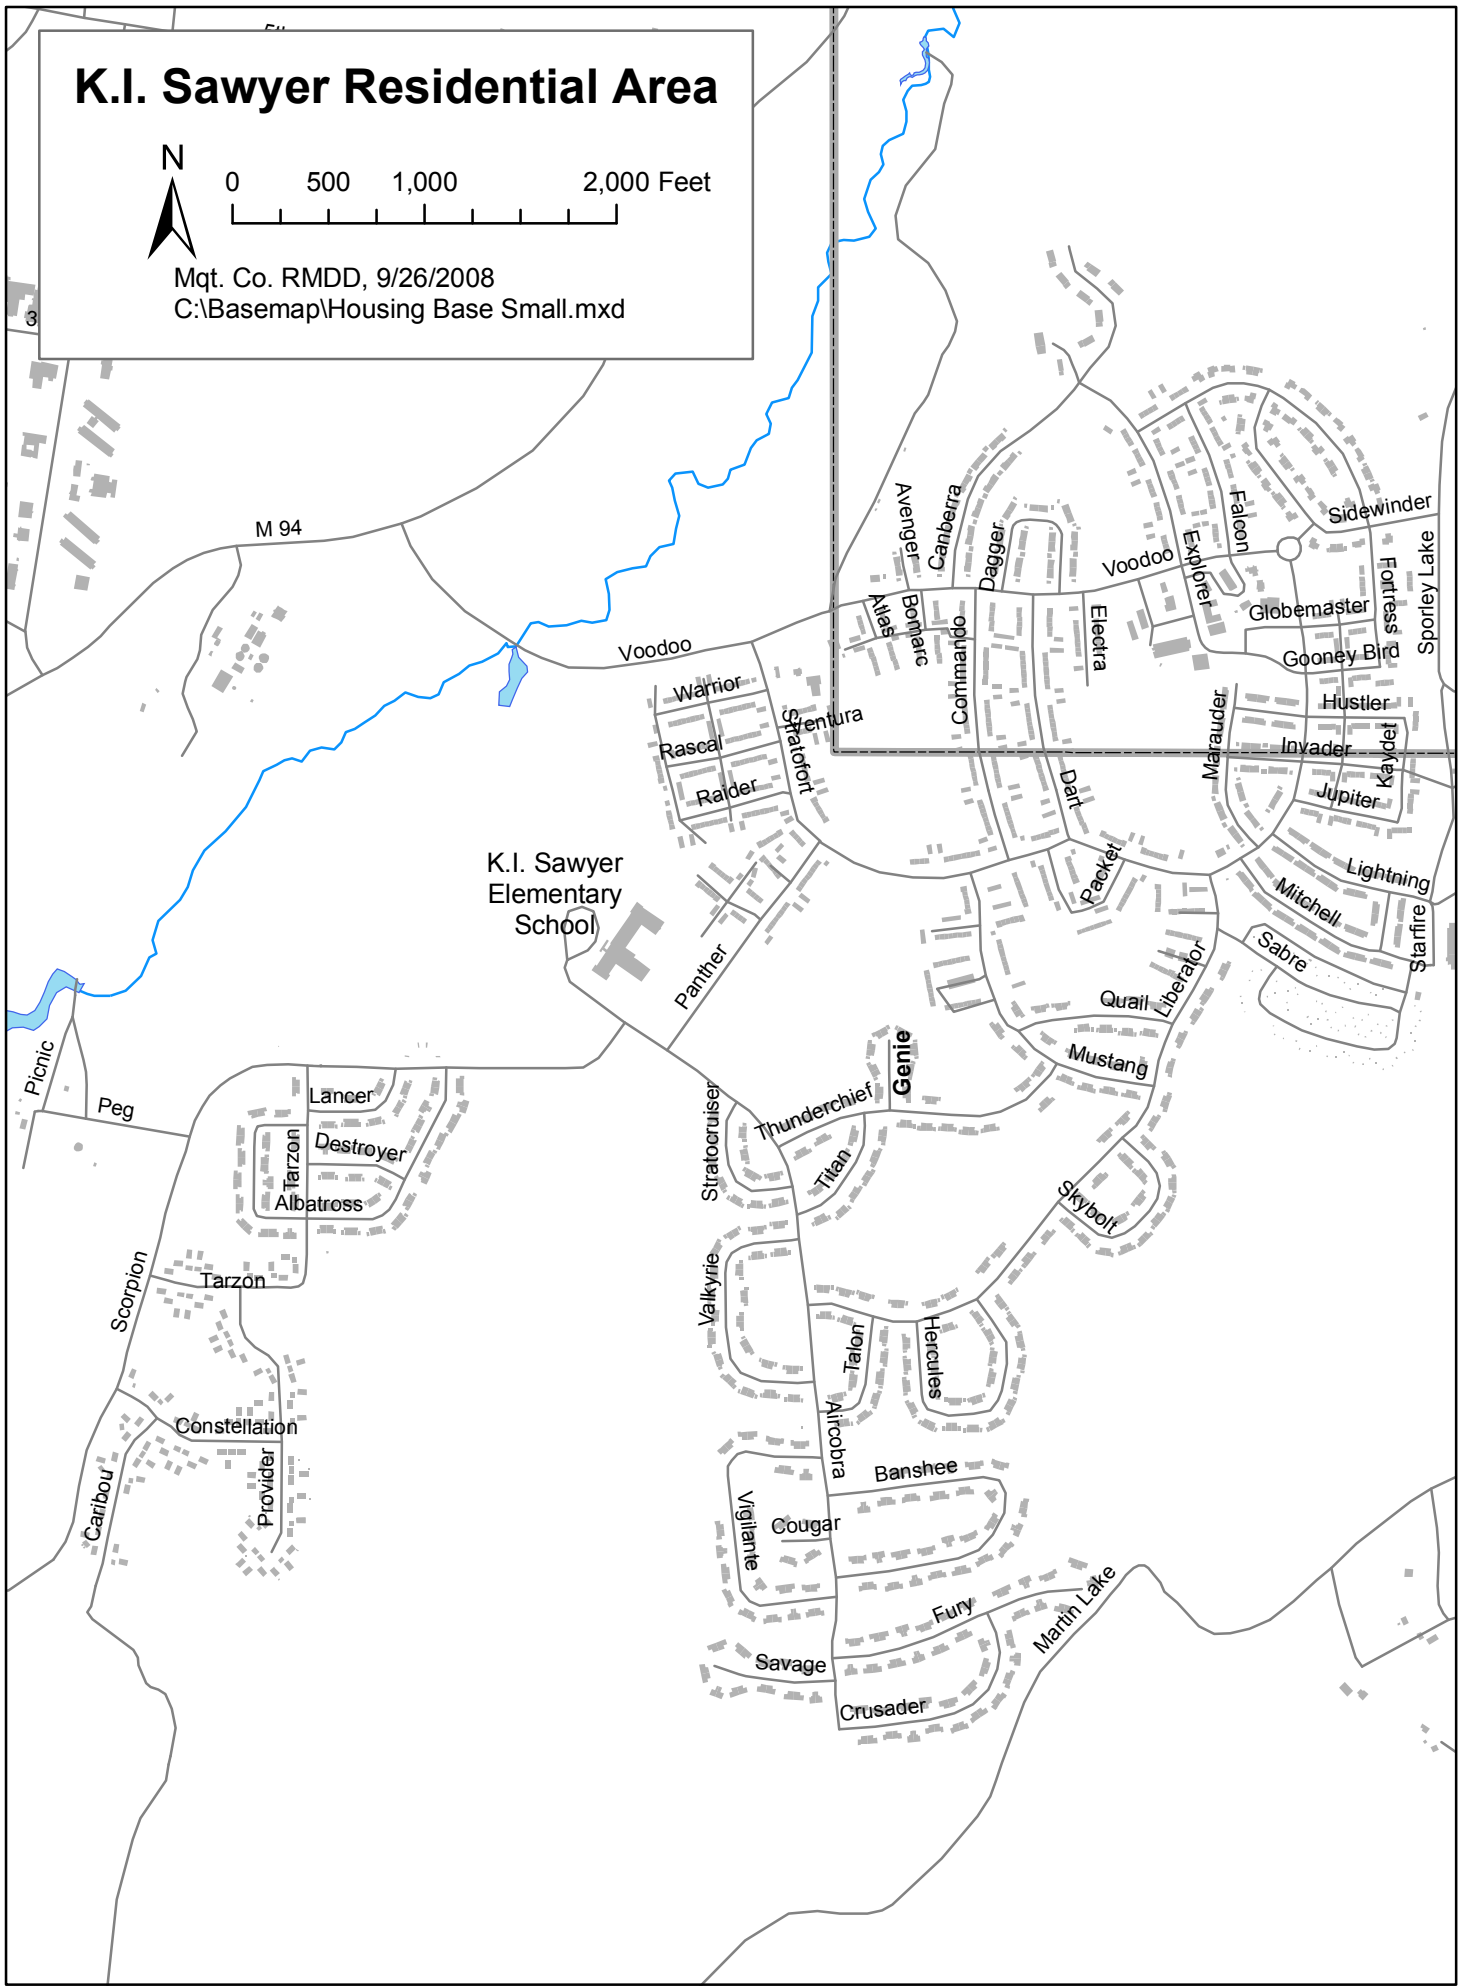 K.I. Sawyer Residential Area
N
0 500 1,000 2,000 Feet
Mqt. Co. RMDD, 9/26/2008
C:\Basemap\Housing Base Small.mxd
3
M 94
Avenger
Canberra
Dagger
Voodoo
Explorer
Falcon
Sidewinder
Sporley Lake
Fortress
Globemaster
Gooney Bird
Atlas
Bomarc
Commando
Electra
Voodoo
Warrior
Rascal
Raider
Stratofort
Ventura
Marauder
Hustler
Invader
Kaydet
Jupiter
Dart
Packet
Lightning
Mitchell
Starfire
Sabre
K.I. Sawyer
Elementary
School
Panther
Liberator
Quail
Mustang
Genie
Thunderchief
Stratocruiser
Titan
Skybolt
Picnic
Peg
Lancer
Tarzon
Destroyer
Albatross
Scorpion
Tarzon
Valkyrie
Talon
Hercules
Aircobra
Constellation
Caribou
Provider
Banshee
Vigilante
Cougar
Fury
Martin Lake
Savage
Crusader